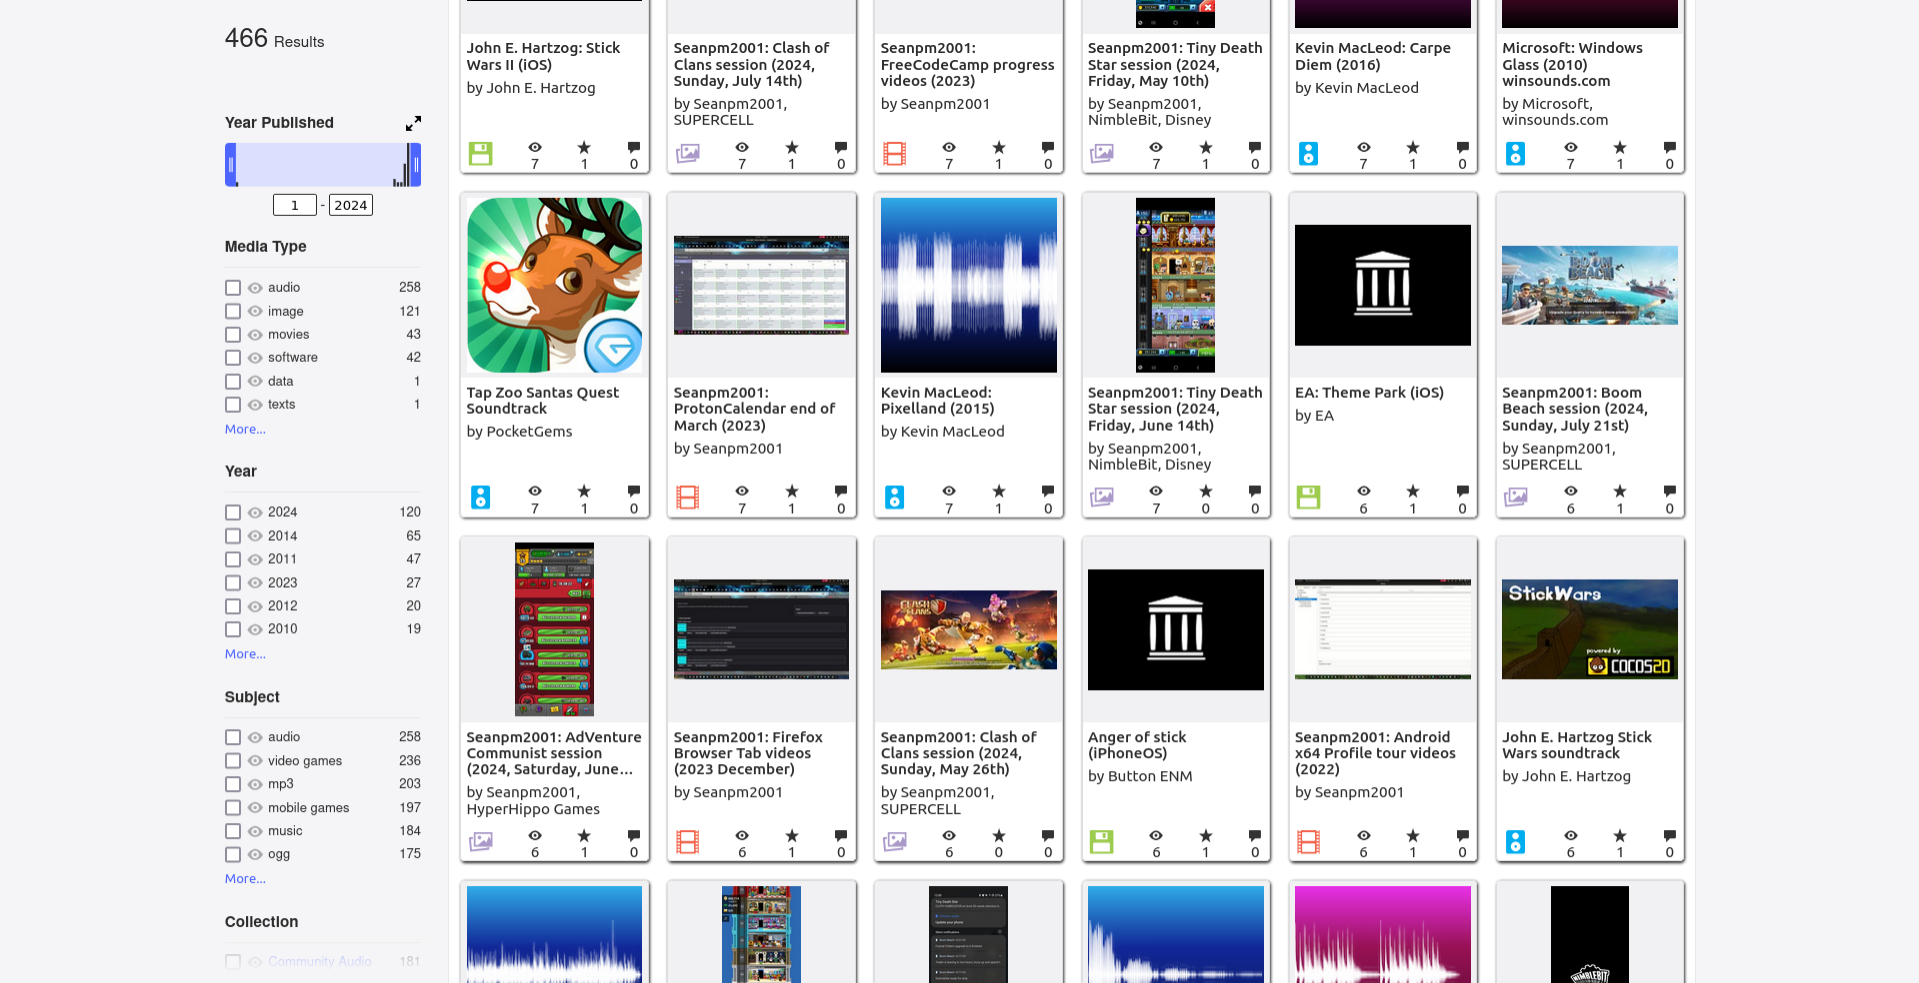 466 Results
Year Published
1 - 2024
Media Type
audio 258
image 121
movies 43
software 42
data 1
texts 1
More...
Year
2024 120
2014 65
2011 47
2023 27
2012 20
2010 19
More...
Subject
audio 258
video games 236
mp3 203
mobile games 197
music 184
ogg 175
More...
Collection
Community Audio 181
John E. Hartzog: Stick
Wars II (iOS)
by John E. Hartzog
7 1 0
Seanpm2001: Clash of
Clans session (2024,
Sunday, July 14th)
by Seanpm2001,
SUPERCELL
7 1 0
Seanpm2001:
FreeCodeCamp progress
videos (2023)
by Seanpm2001
7 1 0
Seanpm2001: Tiny Death
Star session (2024,
Friday, May 10th)
by Seanpm2001,
NimbleBit, Disney
7 1 0
Kevin MacLeod: Carpe
Diem (2016)
by Kevin MacLeod
7 1 0
Microsoft: Windows
Glass (2010)
winsounds.com
by Microsoft,
winsounds.com
7 1 0
Tap Zoo Santas Quest
Soundtrack
by PocketGems
7 1 0
Seanpm2001:
ProtonCalendar end of
March (2023)
by Seanpm2001
7 1 0
Kevin MacLeod:
Pixelland (2015)
by Kevin MacLeod
7 1 0
Seanpm2001: Tiny Death
Star session (2024,
Friday, June 14th)
by Seanpm2001,
NimbleBit, Disney
7 0 0
EA: Theme Park (iOS)
by EA
6 1 0
BOOM
BEACH
Seanpm2001: Boom
Beach session (2024,
Sunday, July 21st)
by Seanpm2001,
SUPERCELL
6 1 0
Seanpm2001: AdVenture
Communist session
(2024, Saturday, June...
by Seanpm2001,
HyperHippo Games
6 1 0
Seanpm2001: Firefox
Browser Tab videos
(2023 December)
by Seanpm2001
6 1 0
CLASH
CLANS
Seanpm2001: Clash of
Clans session (2024,
Sunday, May 26th)
by Seanpm2001,
SUPERCELL
6 0 0
Anger of stick
(iPhoneOS)
by Button ENM
6 1 0
Seanpm2001: Android
x64 Profile tour videos
(2022)
by Seanpm2001
6 1 0
StickWars
powered by
COCOS2D
John E. Hartzog Stick
Wars soundtrack
by John E. Hartzog
6 1 0
NIMBLEBIT